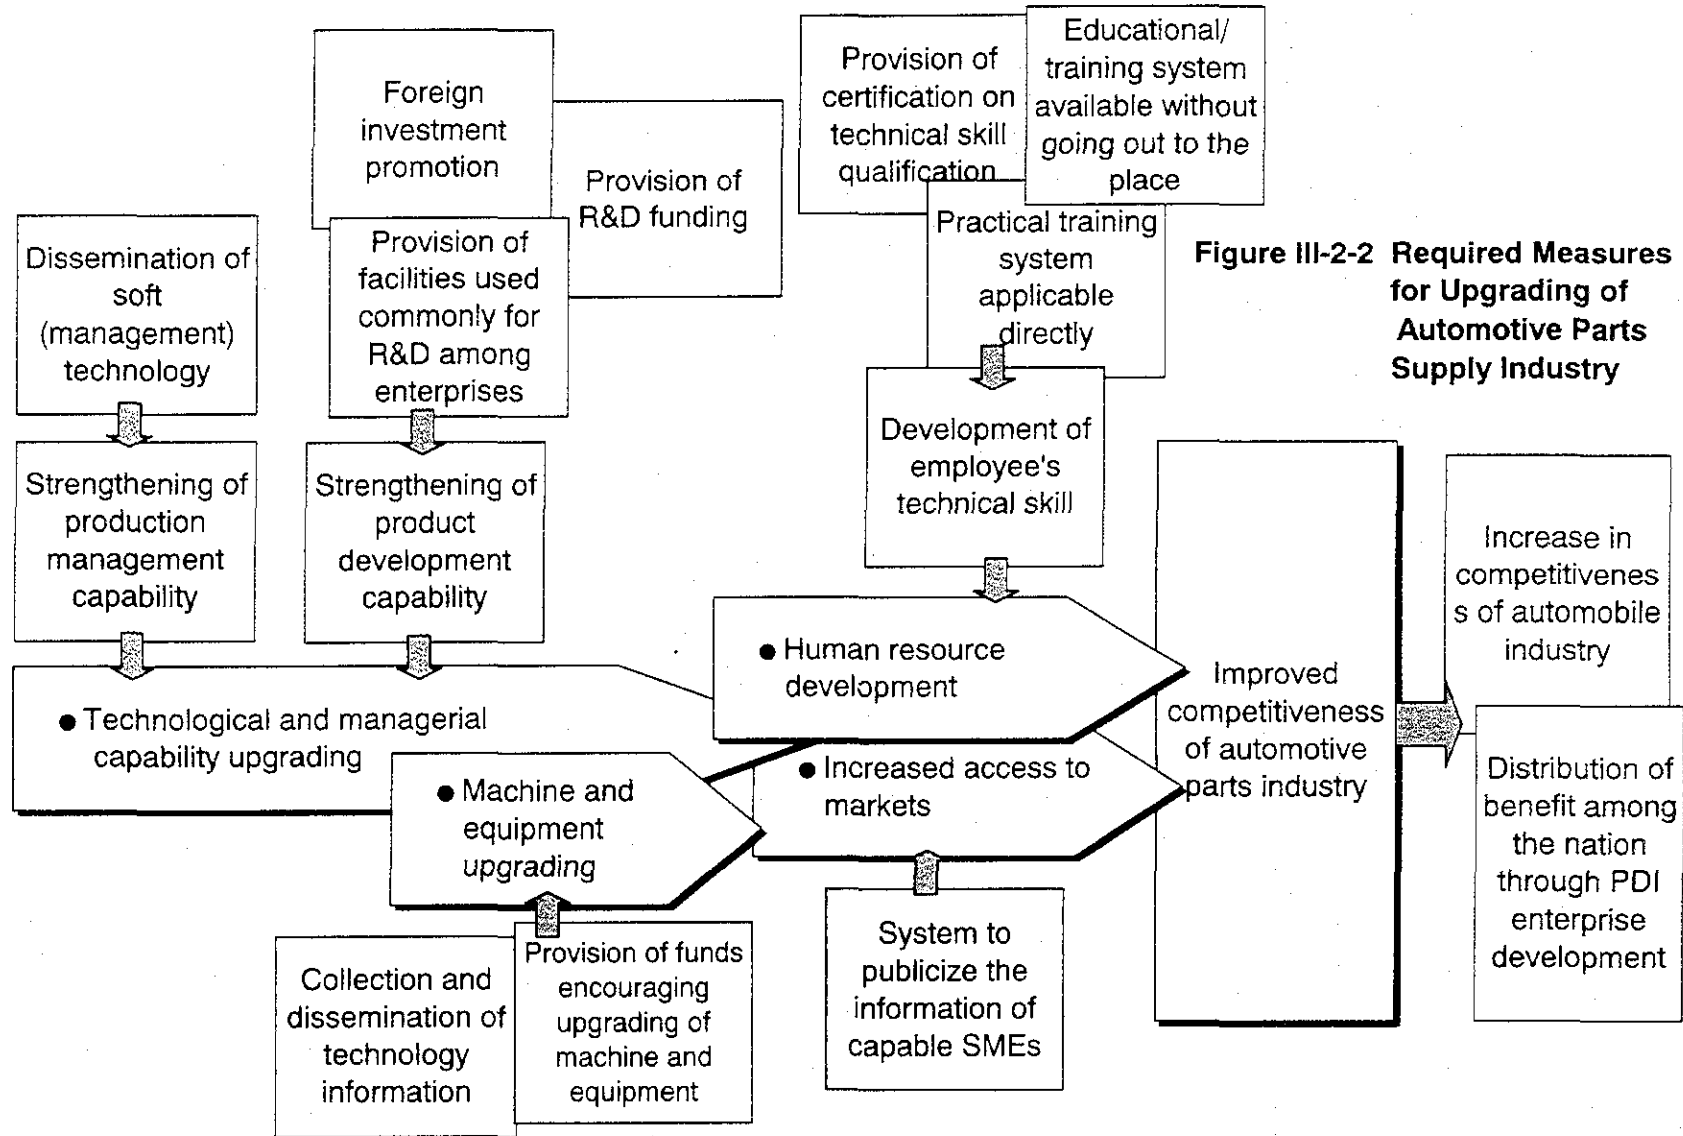 Foreign
investment
promotion
Provision of
R&D funding
Provision of
certification on
technical skill
qualification
Educational/
training system
available without
going out to the
place
Dissemination of
soft
(management)
technology
Provision of
facilities used
commonly for
R&D among
enterprises
Practical training
system
applicable
directly
Figure III-2-2 Required Measures
for Upgrading of
Automotive Parts
Supply Industry
Strengthening of
production
management
capability
Strengthening of
product
development
capability
Development of
employee's
technical skill
● Technological and managerial
capability upgrading
● Human resource
development
● Machine and
equipment
upgrading
● Increased access to
markets
Improved
competitiveness
of automotive
parts industry
Increase in
competitivenes
s of automobile
industry
Distribution of
benefit among
the nation
through PDI
enterprise
development
Collection and
dissemination of
technology
information
Provision of funds
encouraging
upgrading of
machine and
equipment
System to
publicize the
information of
capable SMEs